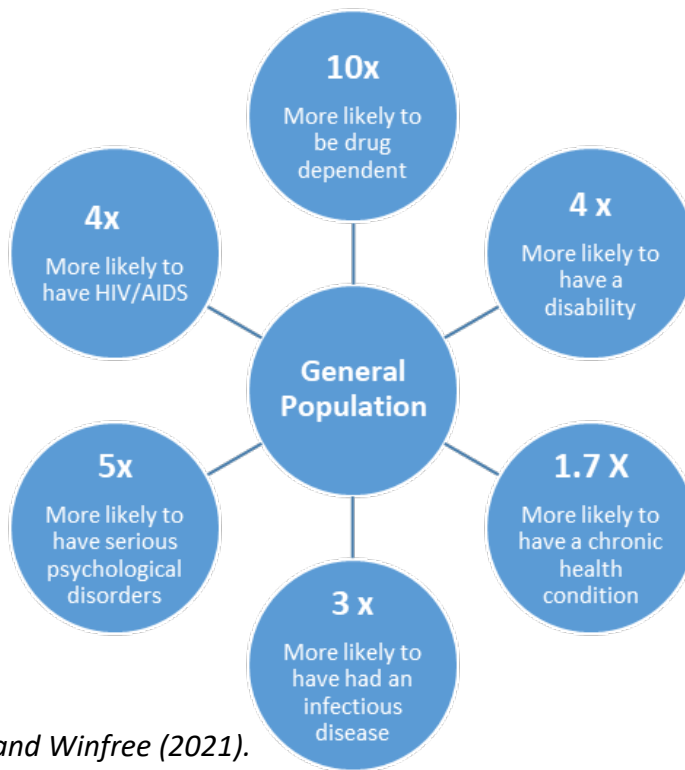 10x
More likely to
be drug
dependent
4x
More likely to
have HIV/AIDS
4 x
More likely to
have a
disability
General
Population
5x
More likely to
have serious
psychological
disorders
1.7 X
More likely to
have a chronic
health
condition
3 x
More likely to
have had an
infectious
disease
and Winfree (2021).